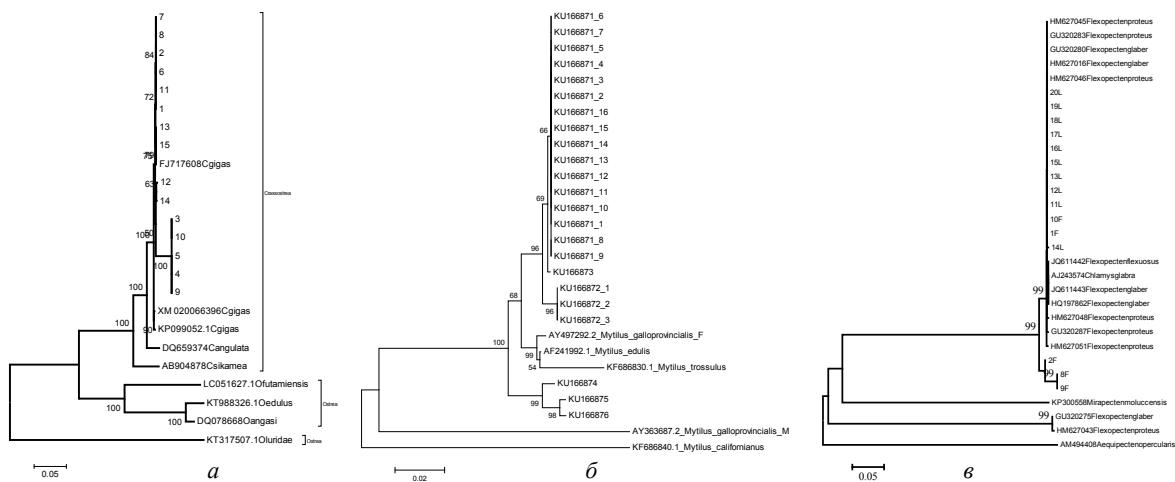 7
8
84
2
6
11
72
1
13
15
75
FJ717608Cgigas
63
12
14
3
10
50
100
5
100
4
9
XM 020066396Cgigas
100
KP099052.1Cgigas
90
DQ659374Cangulata
AB904878Csikamea
LC051627.1Ofutamiensis
100
KT988326.1Oedulus
100
DQ078668Oangasi
KT317507.1Oluridae
Ostrea
Ostrea
0.05
а
KU166871_6
KU166871_7
KU166871_5
KU166871_4
KU166871_3
KU166871_2
KU166871_16
KU166871_15
66
KU166871_14
KU166871_13
KU166871_12
KU166871_11
69
KU166871_10
KU166871_1
KU166871_8
96
KU166871_9
KU166873
KU166872_1
68
KU166872_2
96
KU166872_3
AY497292.2_Mytilus_galloprovincialis_F
100
AF241992.1_Mytilus_edulis
99
KF686830.1_Mytilus_trossulus
54
KU166874
99
KU166875
98
KU166876
AY363687.2_Mytilus_galloprovincialis_M
KF686840.1_Mytilus_californianus
0.02
б
HM627045Flexopectenproteus
GU320283Flexopectenproteus
GU320280Flexopectenglaber
HM627016Flexopectenglaber
HM627046Flexopectenproteus
20L
19L
18L
17L
16L
15L
13L
12L
11L
10F
1F
14L
JQ611442Flexopectenflexuosus
AJ243574Chlamysglabra
99
JQ611443Flexopectenglaber
HQ197862Flexopectenglaber
HM627048Flexopectenproteus
99
GU320287Flexopectenproteus
HM627051Flexopectenproteus
2F
99
8F
9F
KP300558Mirapectenmoluccensis
GU320275Flexopectenglaber
99
HM627043Flexopectenproteus
AM494408Aequipectenopercularis
0.05
в